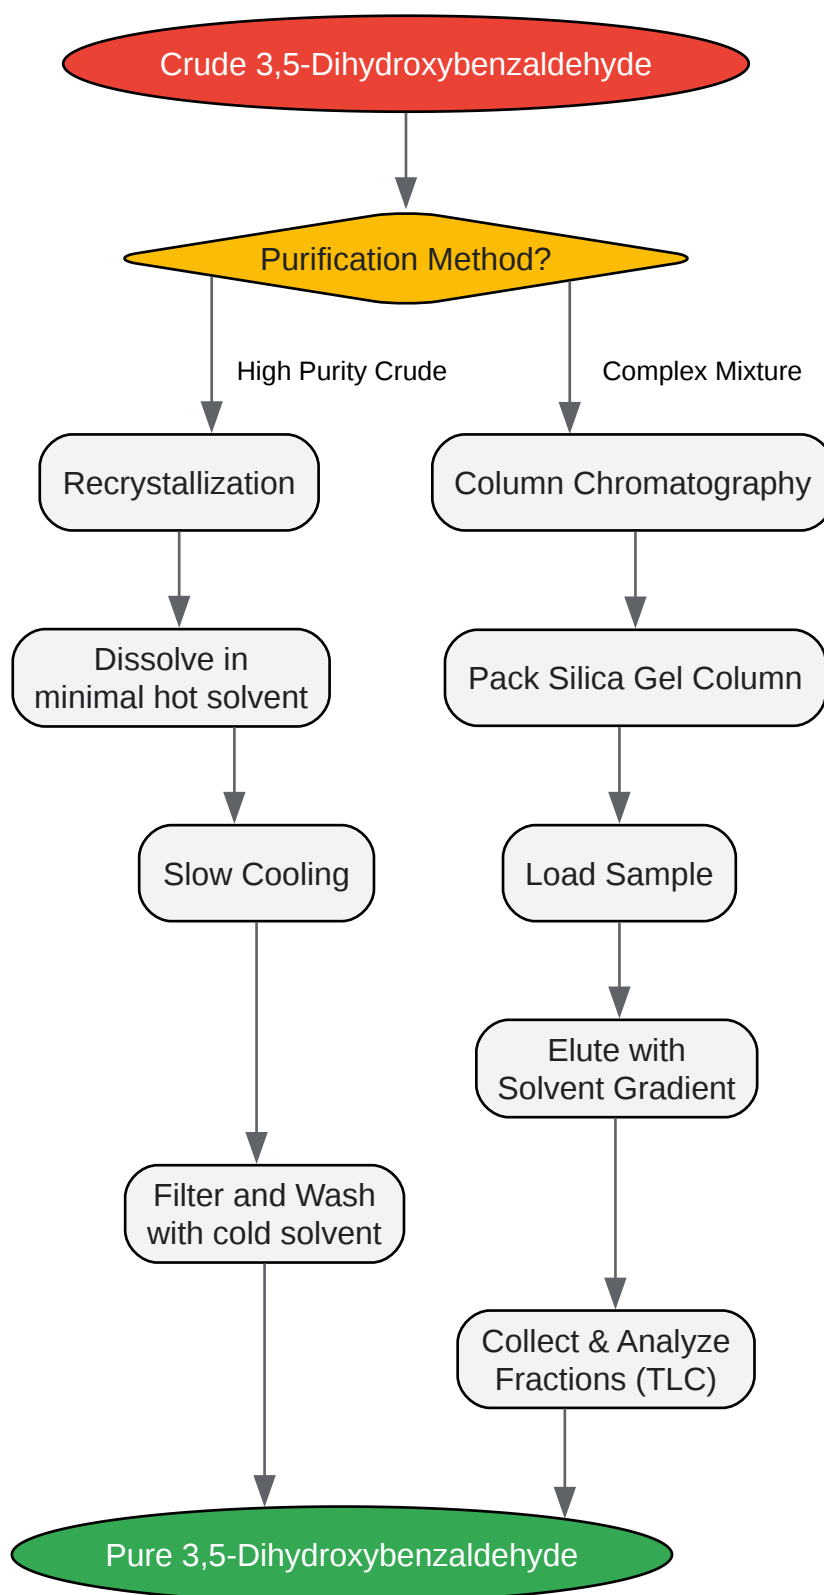 Crude 3,5-Dihydroxybenzaldehyde
Purification Method?
High Purity Crude
Complex Mixture
Recrystallization
Column Chromatography
Dissolve in
minimal hot solvent
Pack Silica Gel Column
Slow Cooling
Load Sample
Elute with
Solvent Gradient
Filter and Wash
with cold solvent
Collect & Analyze
Fractions (TLC)
Pure 3,5-Dihydroxybenzaldehyde